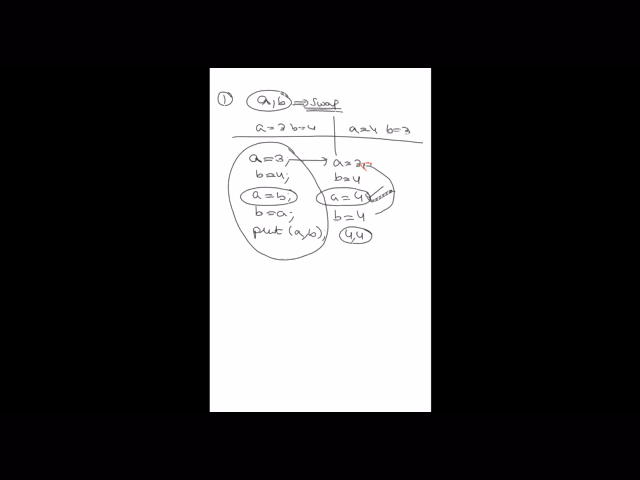 ① a,b ⇒ Swap
a=3 b=4 a=4 b=3
a=3; → a=3
b=4; b=4
a=b; a=4
b=a; b=4
put (a,b), 4,4